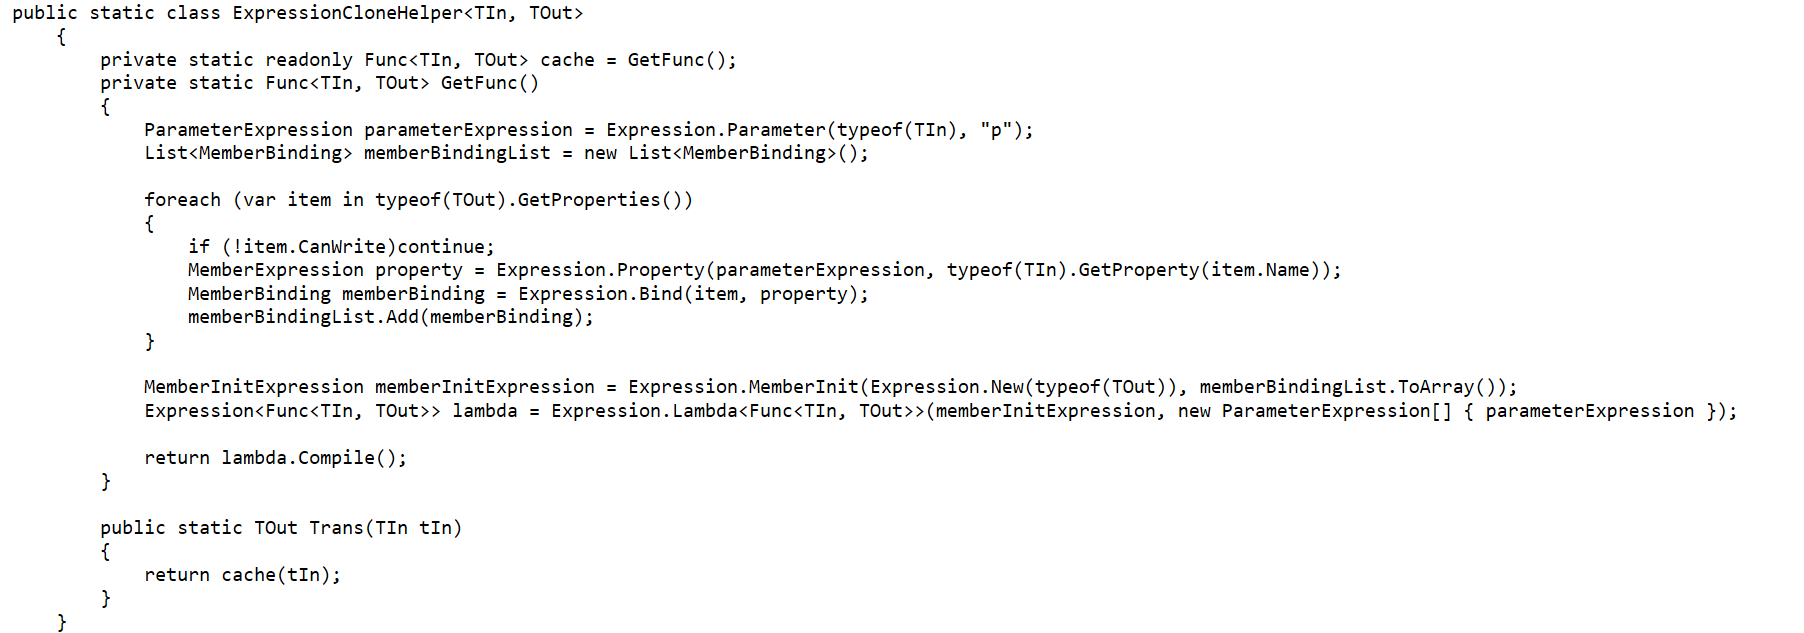 public static class ExpressionCloneHelper<TIn, TOut>
{
private static readonly Func<TIn, TOut> cache = GetFunc();
private static Func<TIn, TOut> GetFunc()
{
ParameterExpression parameterExpression = Expression.Parameter(typeof(TIn), "p");
List<MemberBinding> memberBindingList = new List<MemberBinding>();
foreach (var item in typeof(TOut).GetProperties())
{
if (!item.CanWrite)continue;
MemberExpression property = Expression.Property(parameterExpression, typeof(TIn).GetProperty(item.Name));
MemberBinding memberBinding = Expression.Bind(item, property);
memberBindingList.Add(memberBinding);
}
MemberInitExpression memberInitExpression = Expression.MemberInit(Expression.New(typeof(TOut)), memberBindingList.ToArray());
Expression<Func<TIn, TOut>> lambda = Expression.Lambda<Func<TIn, TOut>>(memberInitExpression, new ParameterExpression[] { parameterExpression });
return lambda.Compile();
}
public static TOut Trans(TIn tIn)
{
return cache(tIn);
}
}